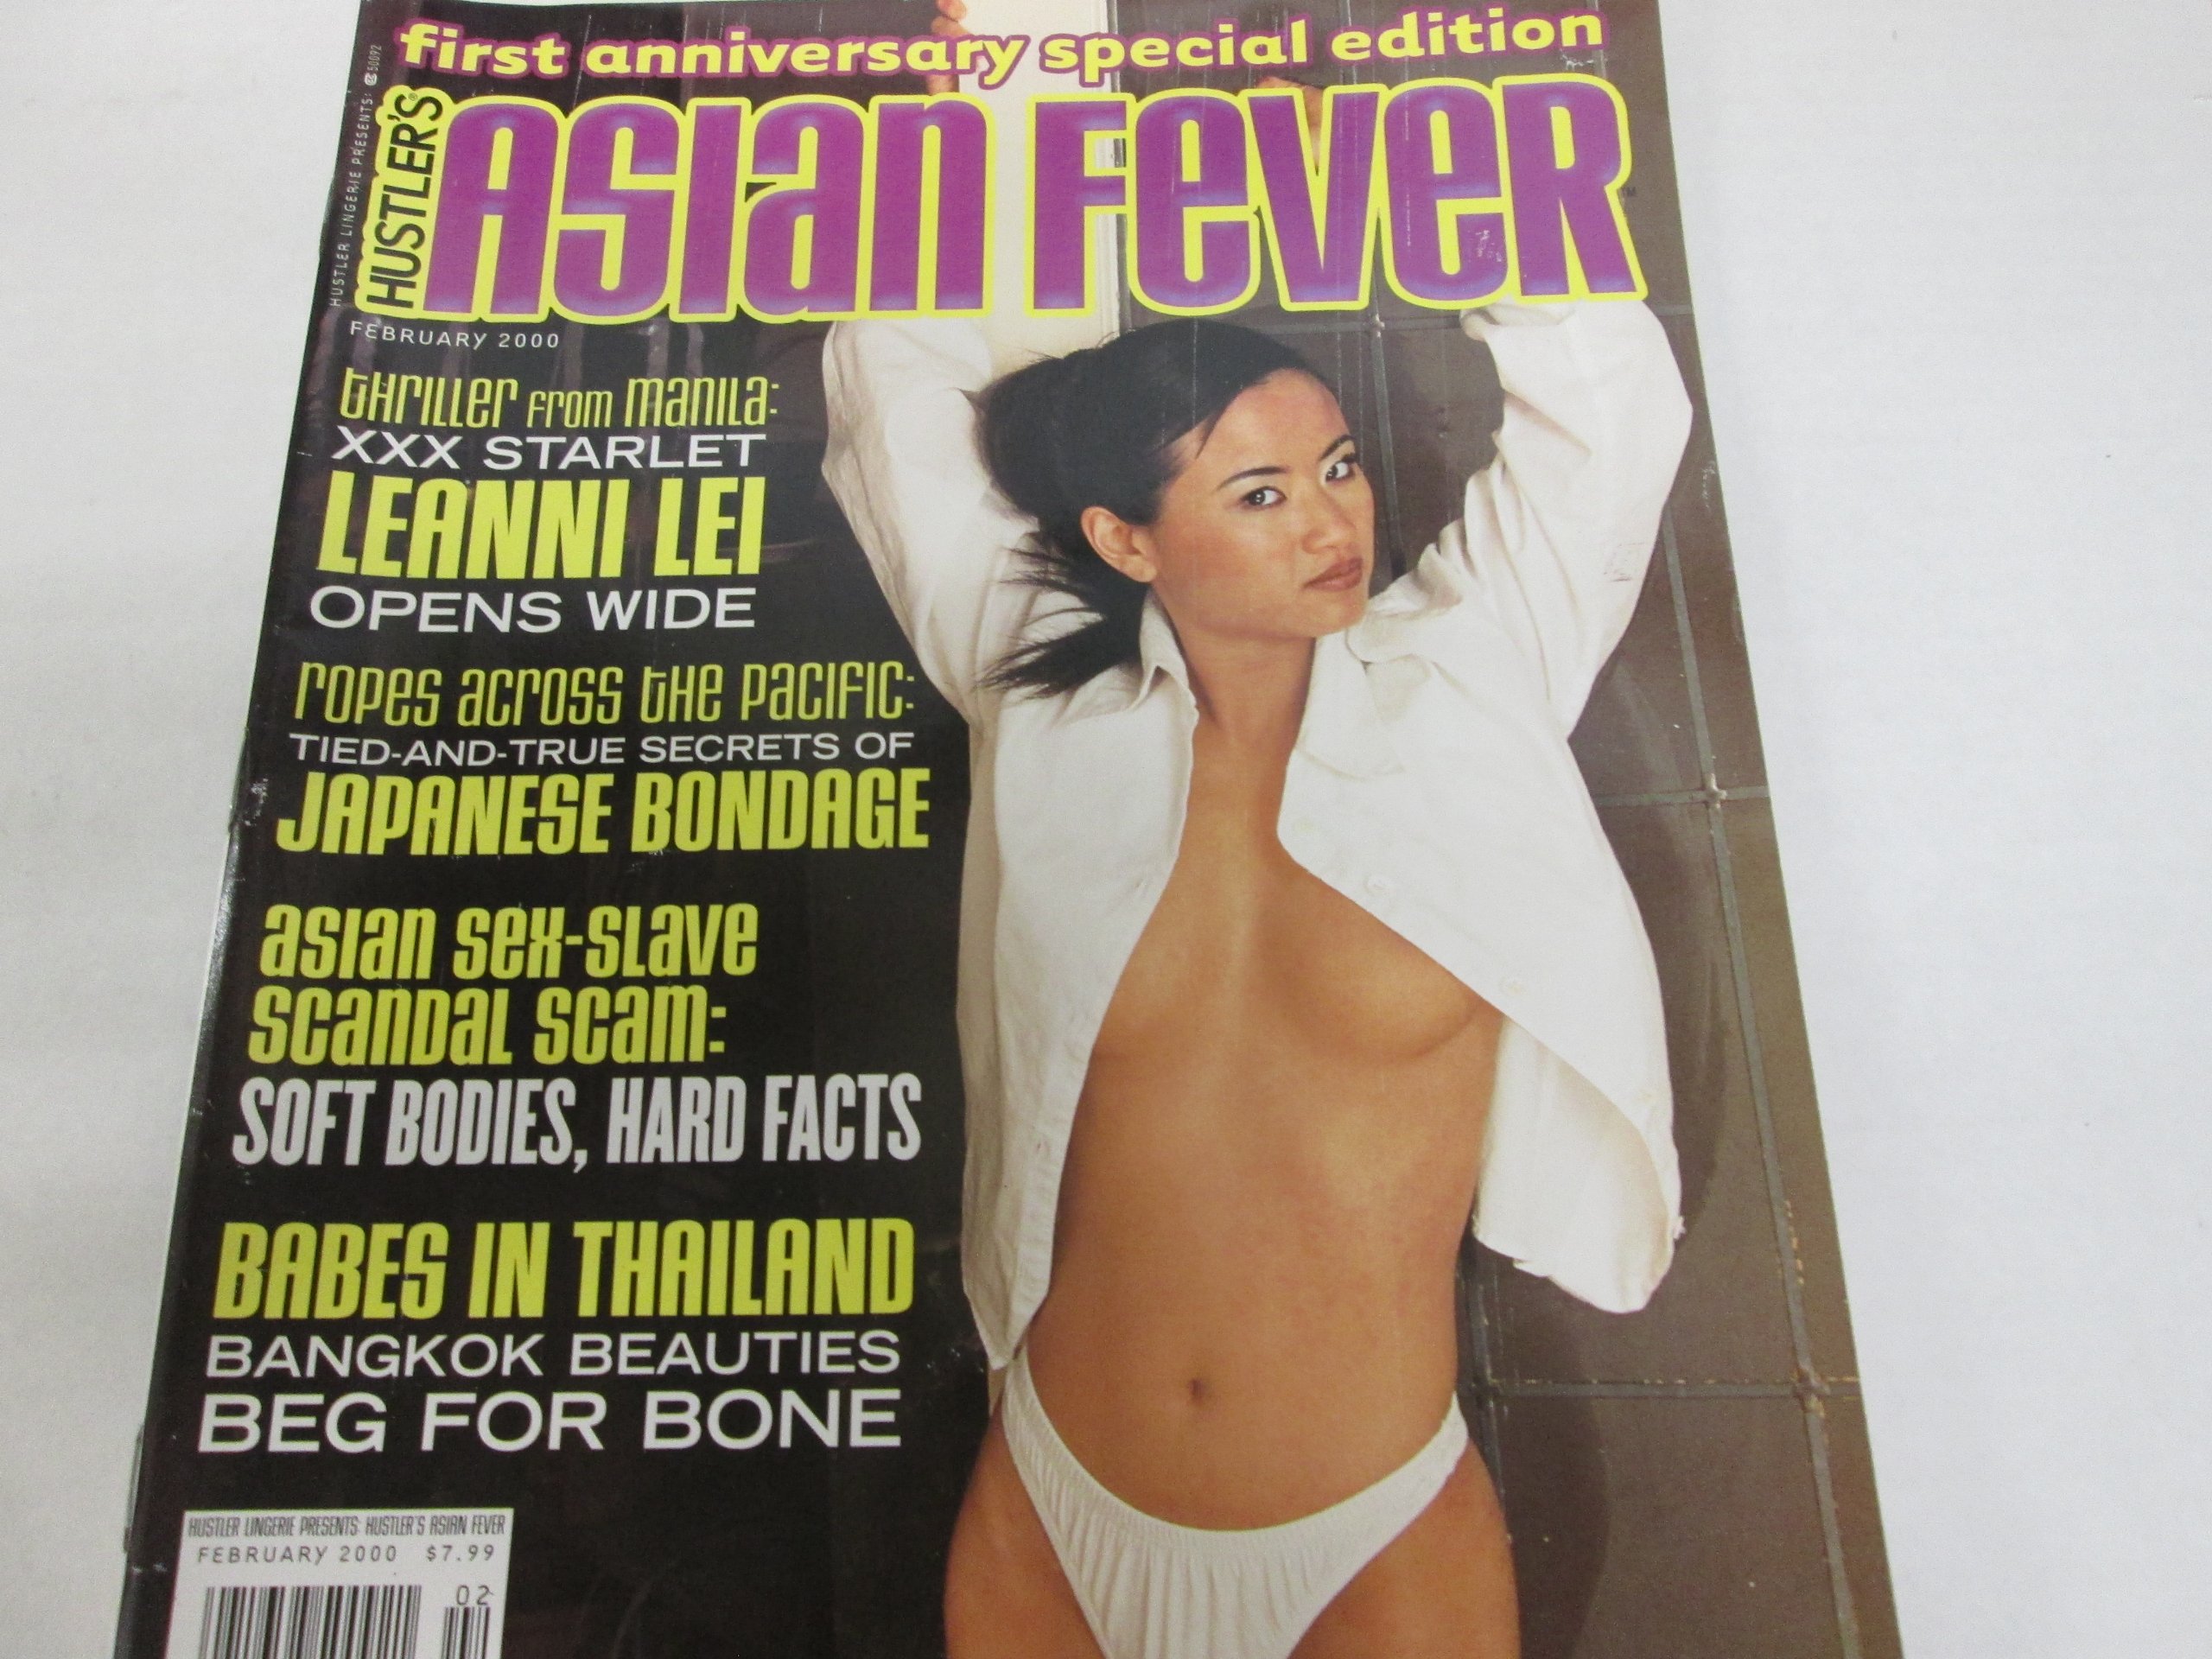 first anniversary special edition
HUSTLER LINGERIE PRESENTS:
50092
HUSTLER'S®
ASIAN FEVER™
FEBRUARY 2000
THRILLER FROM MANILA:
XXX STARLET
LEANNI LEI
OPENS WIDE
ROPES ACROSS THE PACIFIC:
TIED-AND-TRUE SECRETS OF
JAPANESE BONDAGE
ASIAN SEX-SLAVE
SCANDAL SCAM:
SOFT BODIES, HARD FACTS
BABES IN THAILAND
BANGKOK BEAUTIES
BEG FOR BONE
HUSTLER LINGERIE PRESENTS: HUSTLER'S ASIAN FEVER
FEBRUARY 2000 $7.99
02